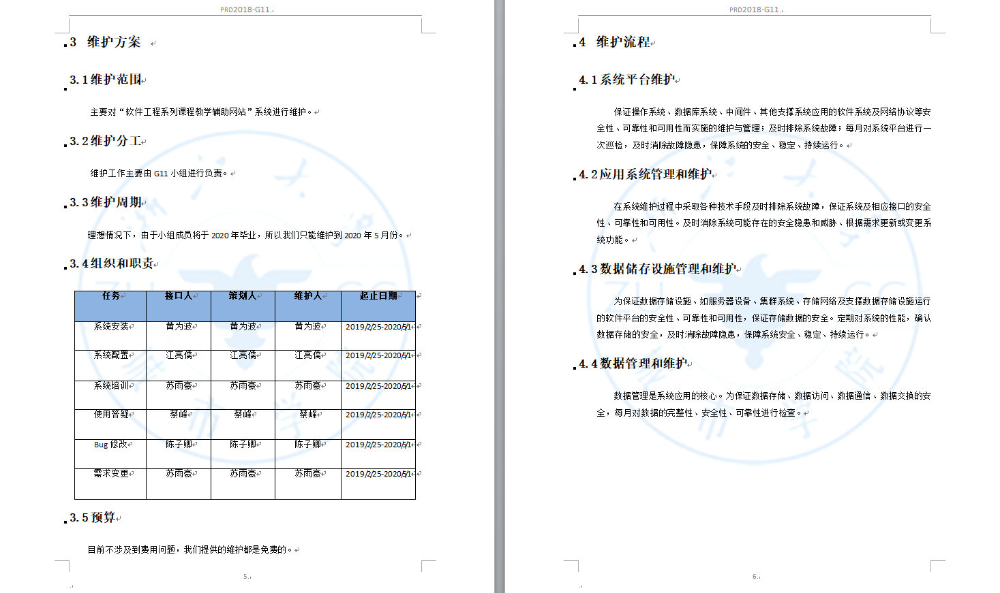 PRD2018-G11.
3 维护方案
3.1维护范围
主要对“软件工程系列课程教学辅助网站”系统进行维护。
3.2维护分工
维护工作主要由 G11 小组进行负责。
3.3维护周期
理想情况下，由于小组成员将于 2020 年毕业，所以我们只能维护到 2020 年 5 月份。
3.4组织和职责
任务 接口人 策划人 维护人 起止日期
系统安装 黄为波 黄为波 黄为波 2019/2/25-2020/5/1
系统配置 江亮儒 江亮儒 江亮儒 2019/2/25-2020/5/1
系统培训 苏雨豪 苏雨豪 苏雨豪 2019/2/25-2020/5/1
使用答疑 蔡峰 蔡峰 蔡峰 2019/2/25-2020/5/1
Bug 修改 陈子卿 陈子卿 陈子卿 2019/2/25-2020/5/1
需求变更 苏雨豪 苏雨豪 苏雨豪 2019/2/25-2020/5/1
3.5预算
目前不涉及到费用问题，我们提供的维护都是免费的。
5.
PRD2018-G11.
4 维护流程
4.1系统平台维护
保证操作系统、数据库系统、中间件、其他支撑系统应用的软件系统及网络协议等安
全性、可靠性和可用性而实施的维护与管理；及时排除系统故障；每月对系统平台进行一
次巡检，及时消除故障隐患，保障系统的安全、稳定、持续运行。
4.2应用系统管理和维护
在系统维护过程中采取各种技术手段及时排除系统故障，保证系统及相应接口的安全
性、可靠性和可用性。及时消除系统可能存在的安全隐患和威胁、根据需求更新或变更系
统功能。
4.3数据储存设施管理和维护
为保证数据存储设施、如服务器设备、集群系统、存储网络及支撑数据存储设施运行
的软件平台的安全性、可靠性和可用性，保证存储数据的安全。定期对系统的性能，确认
数据存储的安全，及时消除故障隐患，保障系统安全、稳定、持续运行。
4.4数据管理和维护
数据管理是系统应用的核心。为保证数据存储、数据访问、数据通信、数据交换的安
全，每月对数据的完整性、安全性、可靠性进行检查。
6.